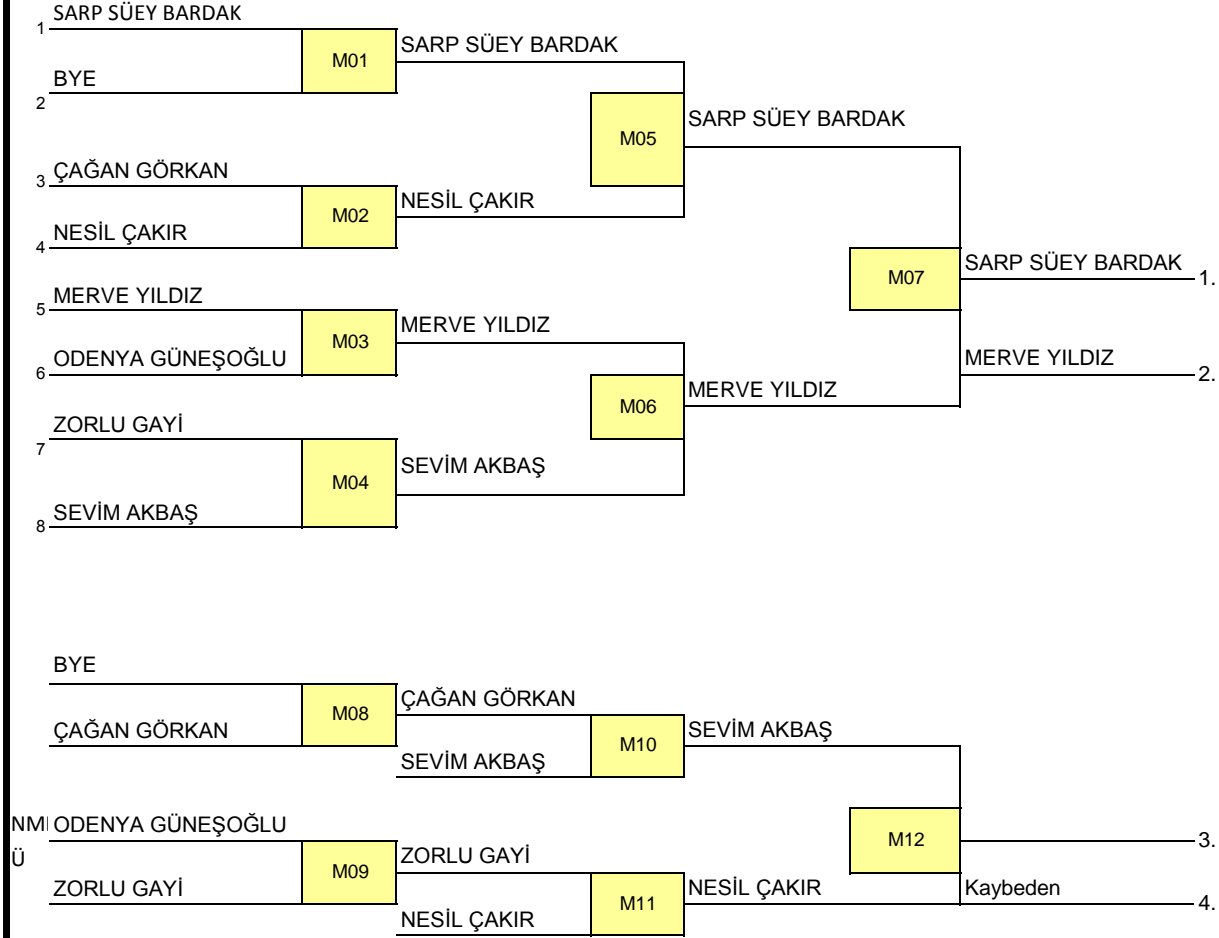 SARP SÜEY BARDAK
1
M01
SARP SÜEY BARDAK
BYE
2
M05
SARP SÜEY BARDAK
3 ÇAĞAN GÖRKAN
M02
NESİL ÇAKIR
4 NESİL ÇAKIR
M07
SARP SÜEY BARDAK
1.
5 MERVE YILDIZ
M03
MERVE YILDIZ
6 ODENYA GÜNEŞOĞLU
MERVE YILDIZ
2.
M06
MERVE YILDIZ
ZORLU GAYİ
7
M04
SEVİM AKBAŞ
8 SEVİM AKBAŞ
BYE
M08
ÇAĞAN GÖRKAN
ÇAĞAN GÖRKAN
M10
SEVİM AKBAŞ
SEVİM AKBAŞ
ODENYA GÜNEŞOĞLU
M12
3.
Ü
M09
ZORLU GAYİ
ZORLU GAYİ
M11
NESİL ÇAKIR
Kaybeden
4.
NESİL ÇAKIR